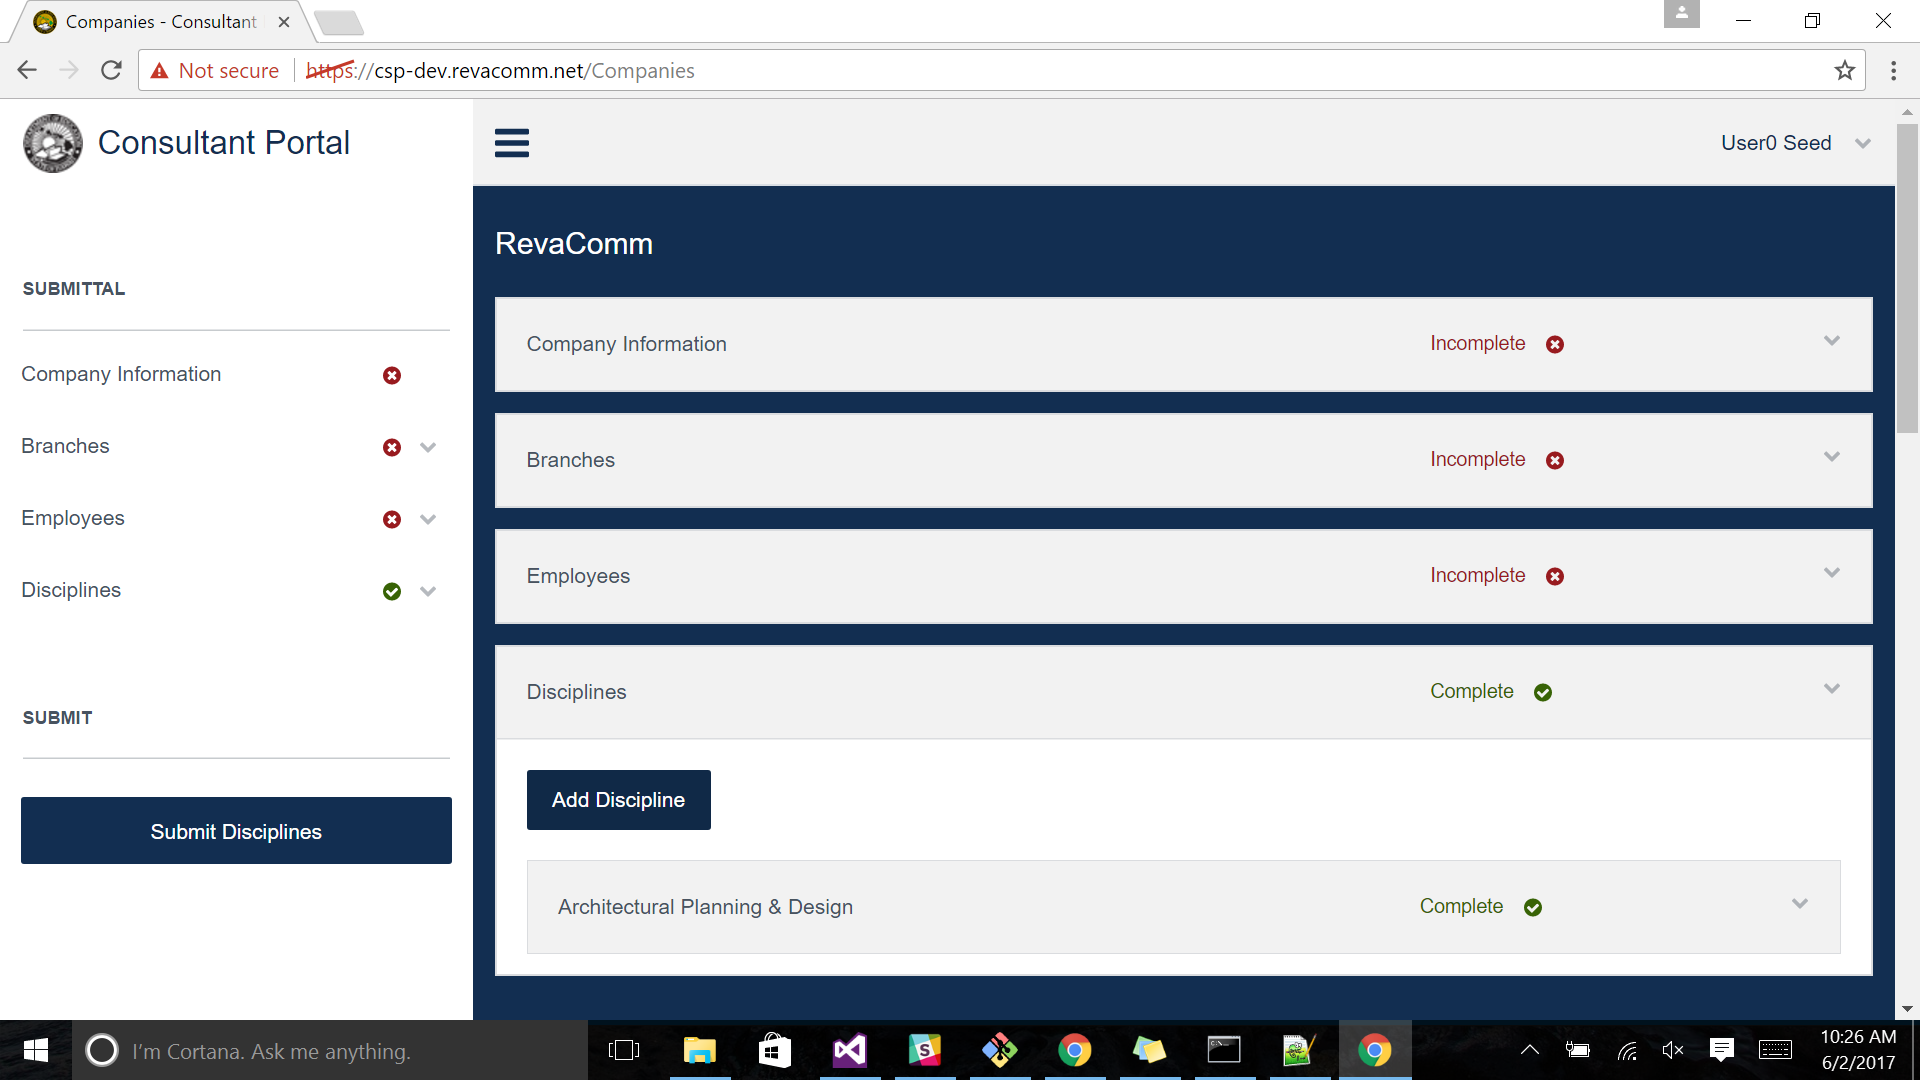 Companies - Consultant
Not secure https://csp-dev.revacomm.net/Companies
Consultant Portal
User0 Seed
SUBMITTAL
Company Information
Branches
Employees
Disciplines
SUBMIT
Submit Disciplines
RevaComm
Company Information Incomplete
Branches Incomplete
Employees Incomplete
Disciplines Complete
Add Discipline
Architectural Planning & Design Complete
I'm Cortana. Ask me anything.
10:26 AM
6/2/2017